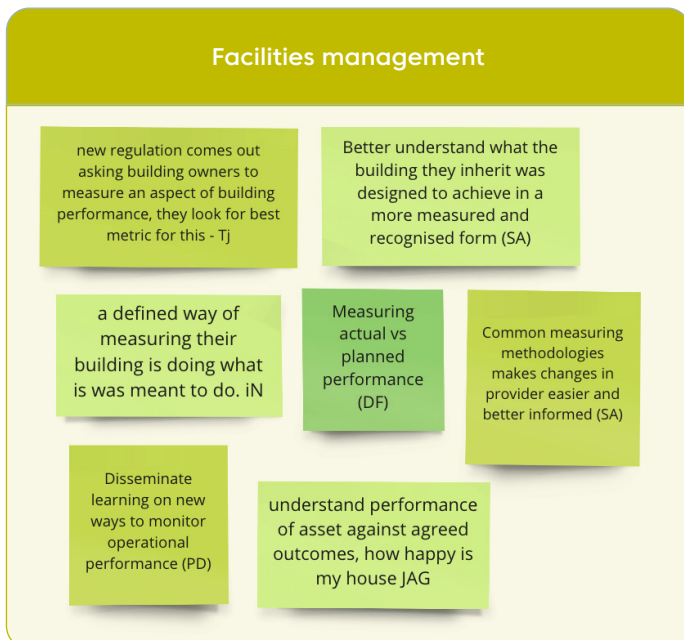 Facilities management
new regulation comes out
asking building owners to
measure an aspect of building
performance, they look for best
metric for this - Tj
Better understand what the
building they inherit was
designed to achieve in a
more measured and
recognised form (SA)
a defined way of
measuring their
building is doing what
is was meant to do. iN
Measuring
actual vs
planned
performance
(DF)
Common measuring
methodologies
makes changes in
provider easier and
better informed (SA)
Disseminate
learning on new
ways to monitor
operational
performance (PD)
understand performance
of asset against agreed
outcomes, how happy is
my house JAG